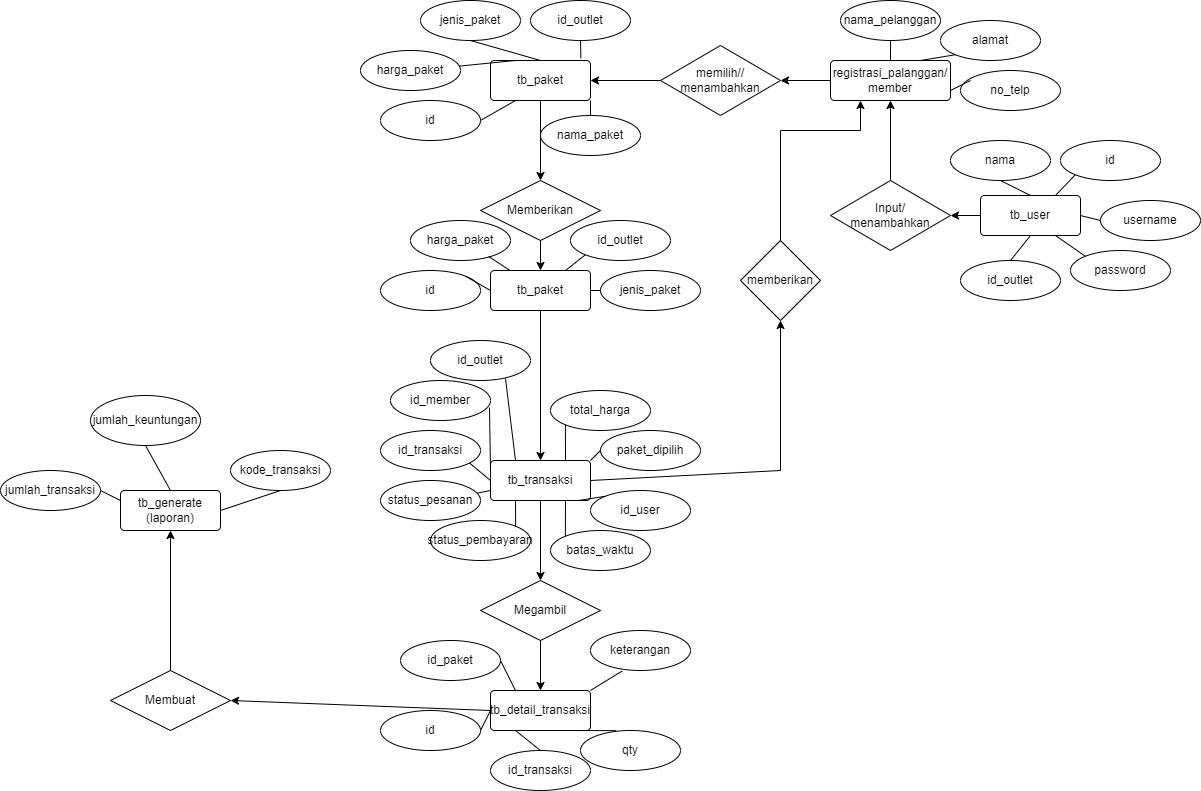 jenis_paket
id_outlet
nama_pelanggan
alamat
harga_paket
tb_paket
memilih//
menambahkan
registrasi_palanggan/
member
no_telp
id
nama_paket
nama
id
Memberikan
Input/
menambahkan
tb_user
username
harga_paket
id_outlet
id_outlet
password
id
tb_paket
jenis_paket
memberikan
id_outlet
id_member
total_harga
jumlah_keuntungan
id_transaksi
paket_dipilih
kode_transaksi
jumlah_transaksi
tb_transaksi
status_pesanan
id_user
tb_generate
(laporan)
status_pembayaran
batas_waktu
Megambil
id_paket
keterangan
Membuat
tb_detail_transaksi
id
qty
id_transaksi